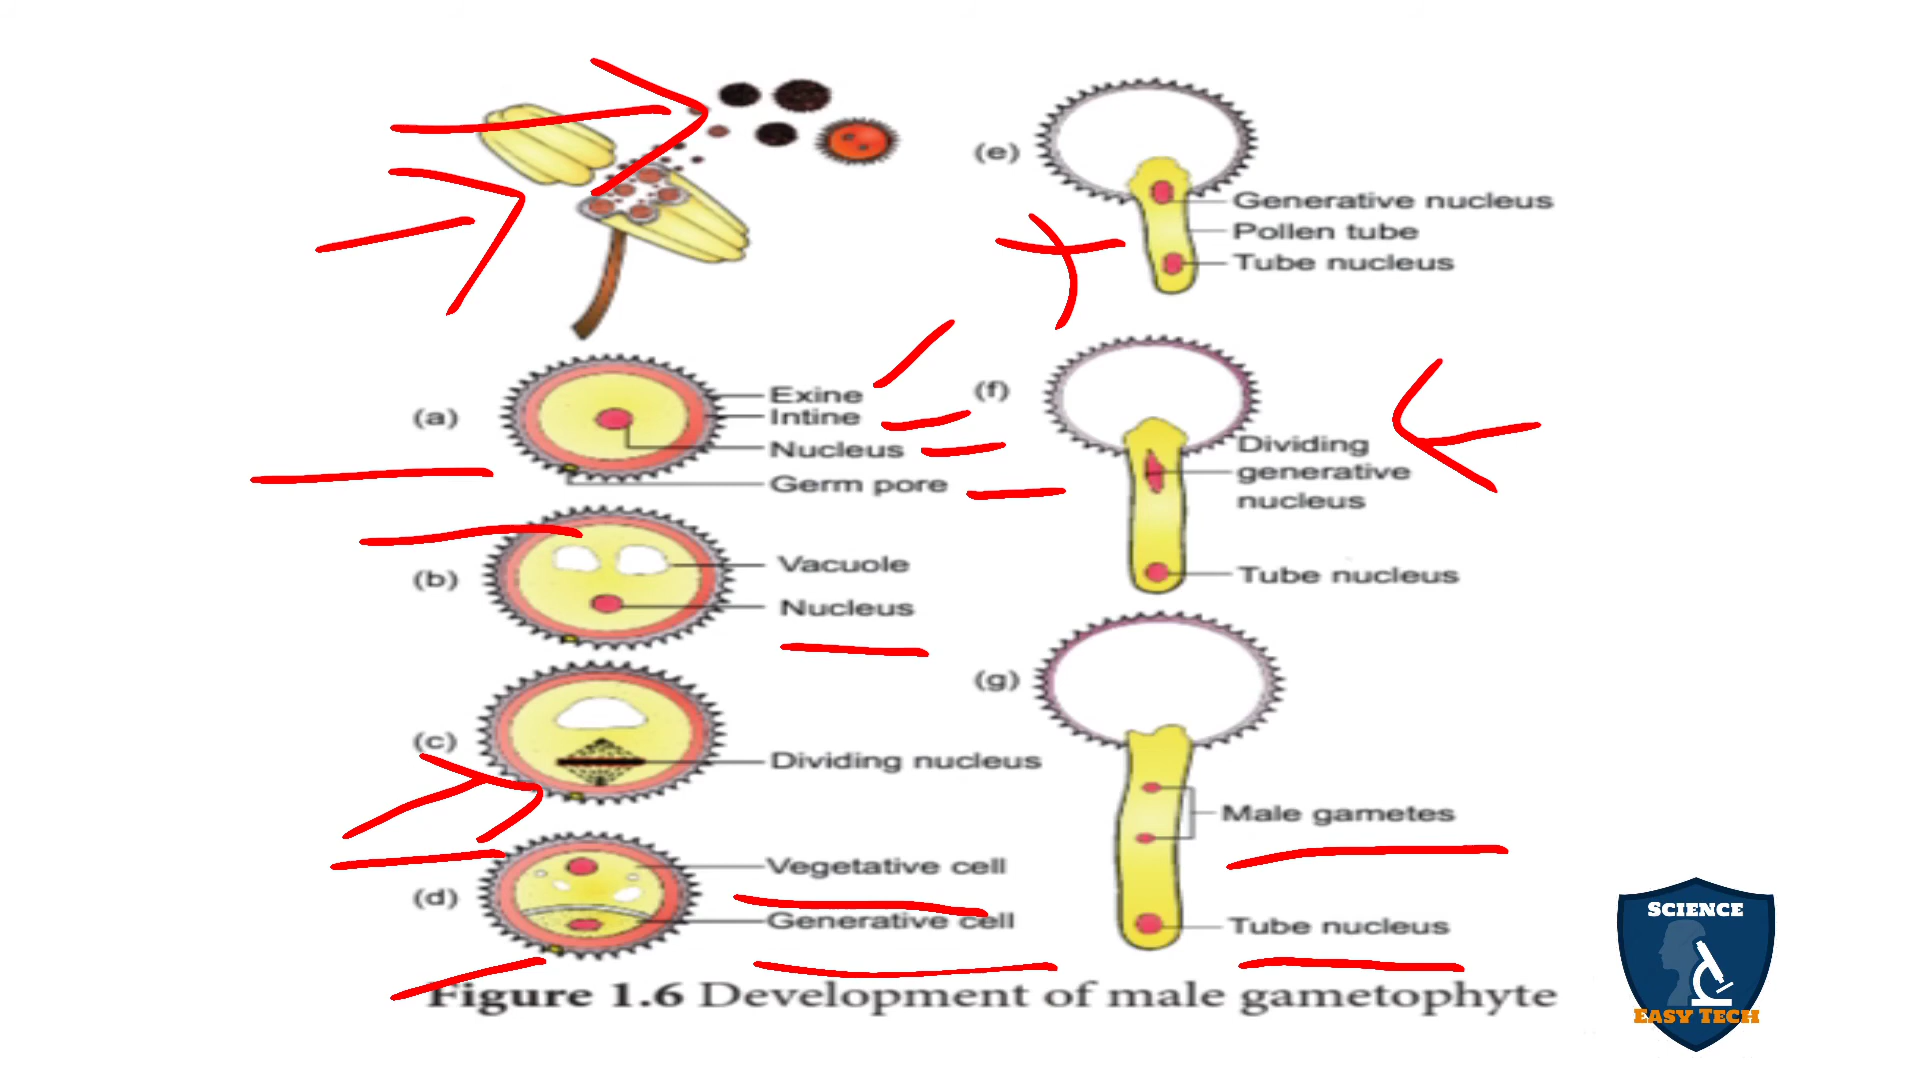 (a)
Exine
Intine
Nucleus
Germ pore
(b)
Vacuole
Nucleus
(c)
Dividing nucleus
(d)
Vegetative cell
Generative cell
(e)
Generative nucleus
Pollen tube
Tube nucleus
(f)
Dividing
generative
nucleus
Tube nucleus
(g)
Male gametes
Tube nucleus
Figure 1.6 Development of male gametophyte
SCIENCE
EASY TECH